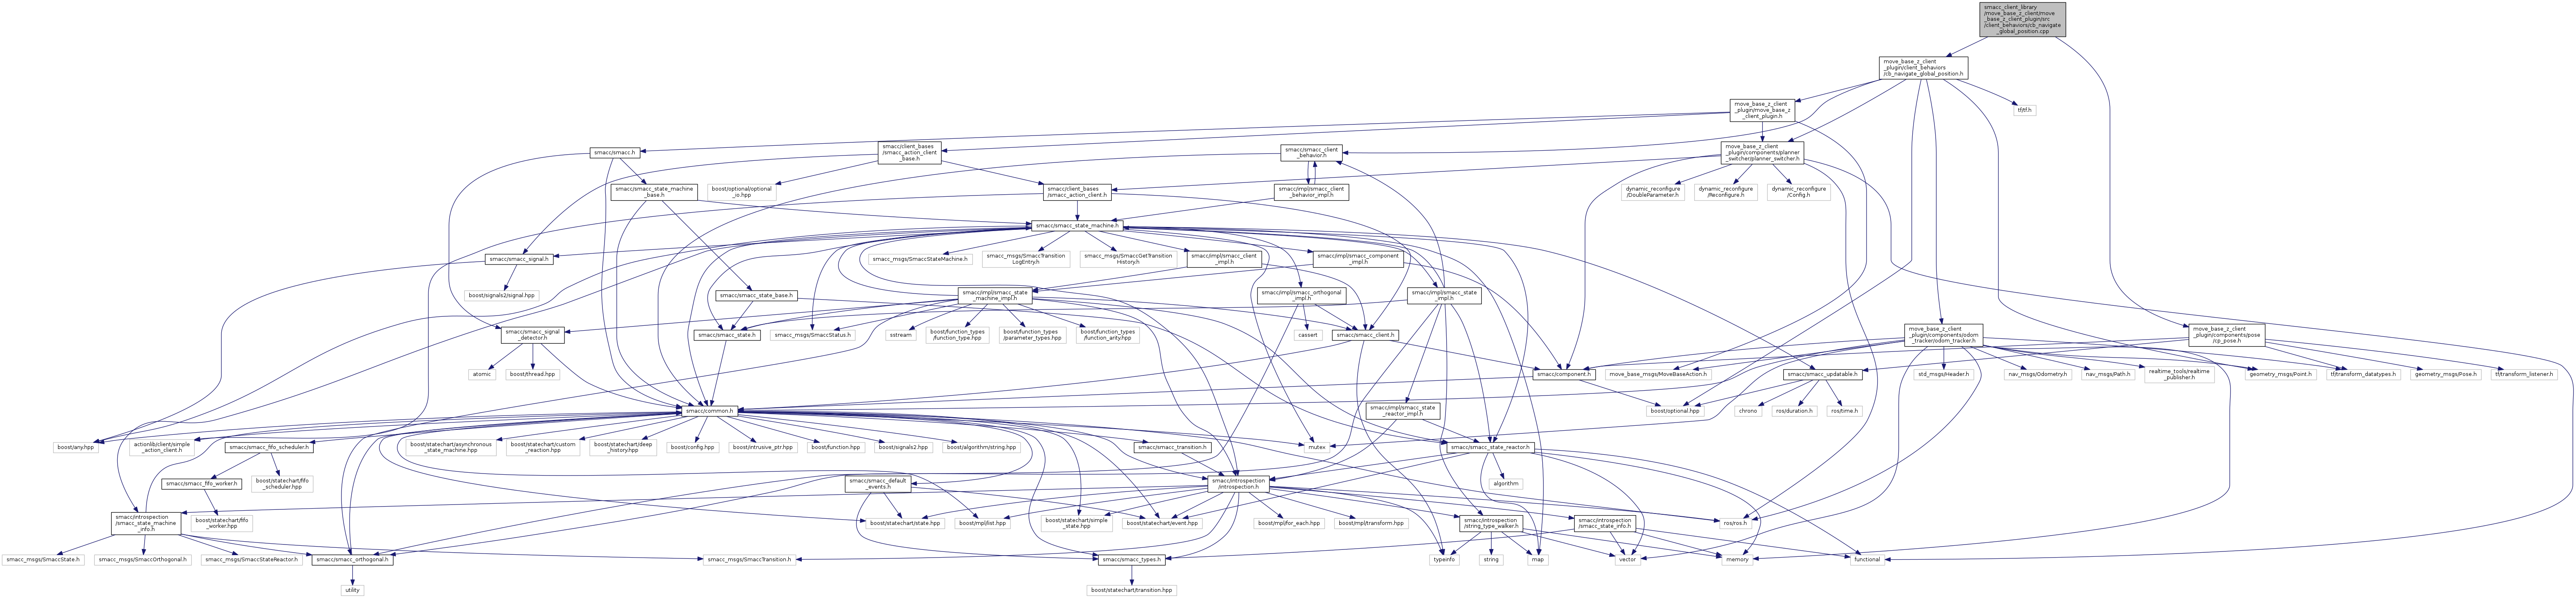 smacc_client_library
/move_base_z_client/move
_base_z_client_plugin/src
/client_behaviors/cb_navigate
_global_position.cpp
move_base_z_client
_plugin/client_behaviors
/cb_navigate_global_position.h
move_base_z_client
_plugin/move_base_z
_client_plugin.h
tf/tf.h
smacc/smacc.h
smacc/client_bases
/smacc_action_client
_base.h
smacc/smacc_client
_behavior.h
move_base_z_client
_plugin/components/planner
_switcher/planner_switcher.h
smacc/smacc_state_machine
_base.h
boost/optional/optional
_io.hpp
smacc/client_bases
/smacc_action_client.h
smacc/impl/smacc_client
_behavior_impl.h
dynamic_reconfigure
/DoubleParameter.h
dynamic_reconfigure
/Reconfigure.h
dynamic_reconfigure
/Config.h
smacc/smacc_state_machine.h
smacc/smacc_signal.h
smacc_msgs/SmaccStateMachine.h
smacc_msgs/SmaccTransition
LogEntry.h
smacc_msgs/SmaccGetTransition
History.h
smacc/impl/smacc_client
_impl.h
smacc/impl/smacc_component
_impl.h
boost/signals2/signal.hpp
smacc/smacc_state_base.h
smacc/impl/smacc_state
_machine_impl.h
smacc/impl/smacc_orthogonal
_impl.h
smacc/impl/smacc_state
_impl.h
smacc/smacc_signal
_detector.h
smacc/smacc_state.h
smacc_msgs/SmaccStatus.h
sstream
boost/function_types
/function_type.hpp
boost/function_types
/parameter_types.hpp
boost/function_types
/function_arity.hpp
cassert
smacc/smacc_client.h
move_base_z_client
_plugin/components/odom
_tracker/odom_tracker.h
move_base_z_client
_plugin/components/pose
/cp_pose.h
atomic
boost/thread.hpp
smacc/component.h
move_base_msgs/MoveBaseAction.h
smacc/smacc_updatable.h
std_msgs/Header.h
nav_msgs/Odometry.h
nav_msgs/Path.h
realtime_tools/realtime
_publisher.h
geometry_msgs/Point.h
tf/transform_datatypes.h
geometry_msgs/Pose.h
tf/transform_listener.h
smacc/common.h
smacc/impl/smacc_state
_reactor_impl.h
boost/optional.hpp
chrono
ros/duration.h
ros/time.h
boost/any.hpp
actionlib/client/simple
_action_client.h
smacc/smacc_fifo_scheduler.h
boost/statechart/asynchronous
_state_machine.hpp
boost/statechart/custom
_reaction.hpp
boost/statechart/deep
_history.hpp
boost/config.hpp
boost/intrusive_ptr.hpp
boost/function.hpp
boost/signals2.hpp
boost/algorithm/string.hpp
smacc/smacc_transition.h
mutex
smacc/smacc_state_reactor.h
smacc/smacc_fifo_worker.h
boost/statechart/fifo
_scheduler.hpp
smacc/smacc_default
_events.h
smacc/introspection
/introspection.h
algorithm
smacc/introspection
/smacc_state_machine
_info.h
boost/statechart/fifo
_worker.hpp
boost/statechart/state.hpp
boost/mpl/list.hpp
boost/statechart/simple
_state.hpp
boost/statechart/event.hpp
boost/mpl/for_each.hpp
boost/mpl/transform.hpp
smacc/introspection
/string_type_walker.h
smacc/introspection
/smacc_state_info.h
ros/ros.h
smacc_msgs/SmaccState.h
smacc_msgs/SmaccOrthogonal.h
smacc_msgs/SmaccStateReactor.h
smacc/smacc_orthogonal.h
smacc_msgs/SmaccTransition.h
smacc/smacc_types.h
typeinfo
string
map
vector
memory
functional
utility
boost/statechart/transition.hpp